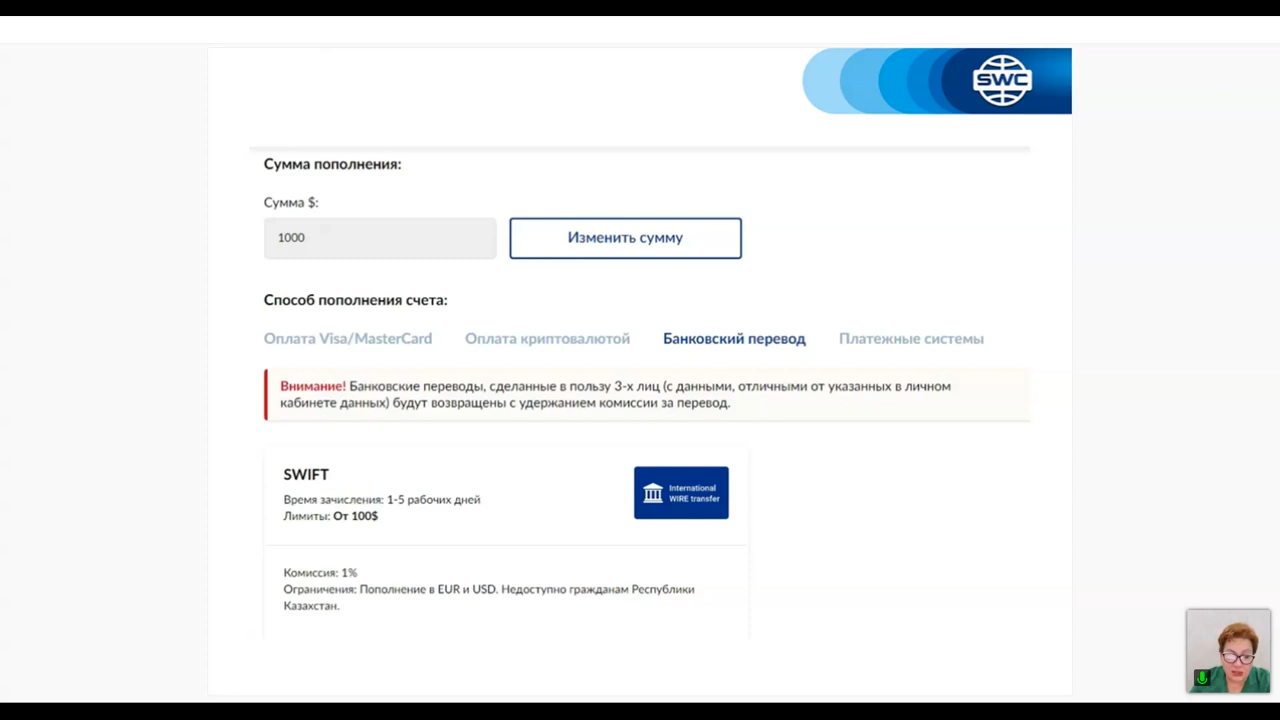 SWC
Сумма пополнения:
Сумма $:
1000
Изменить сумму
Способ пополнения счета:
Оплата Visa/MasterCard
Оплата криптовалютой
Банковский перевод
Платежные системы
Внимание! Банковские переводы, сделанные в пользу 3-х лиц (с данными, отличными от указанных в личном
кабинете данных) будут возвращены с удержанием комиссии за перевод.
SWIFT
Время зачисления: 1-5 рабочих дней
Лимиты: От 100$
International
WIRE transfer
Комиссия: 1%
Ограничения: Пополнение в EUR и USD. Недоступно гражданам Республики
Казахстан.